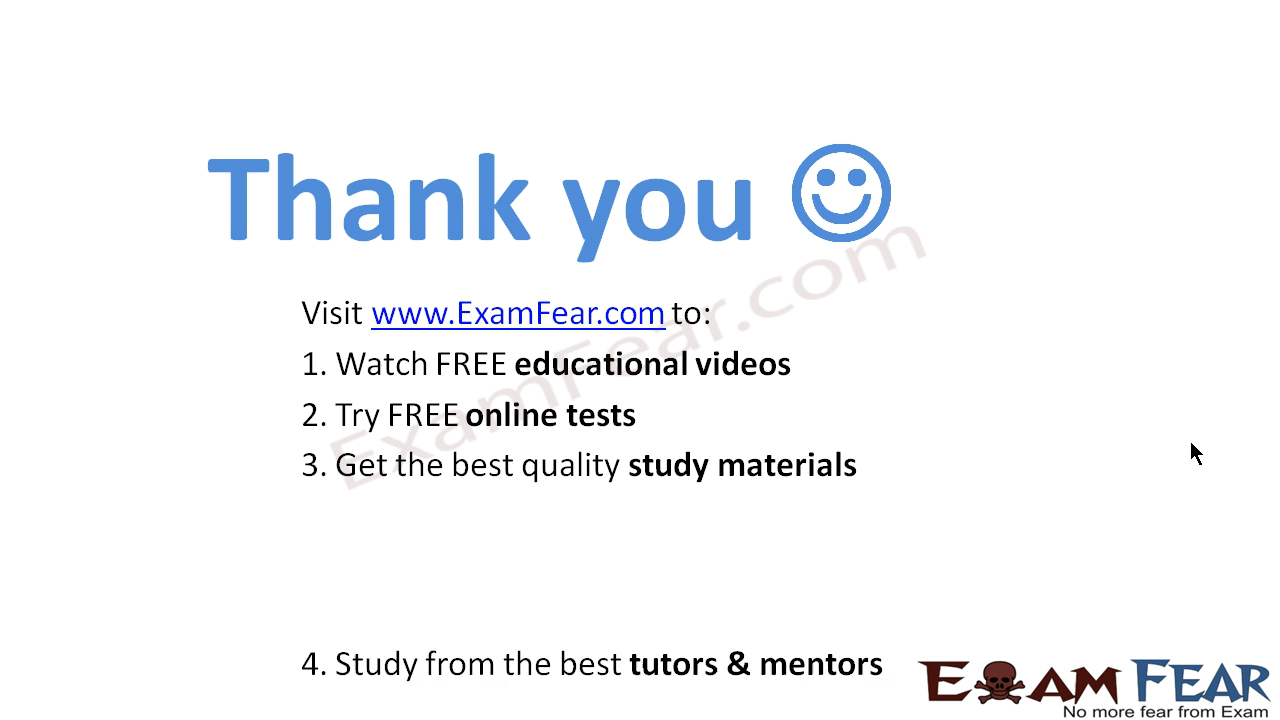 Thank you ☺
Visit www.ExamFear.com to:
1. Watch FREE educational videos
2. Try FREE online tests
3. Get the best quality study materials
4. Study from the best tutors & mentors
ExamFear.com
EXAM FEAR
No more fear from Exam